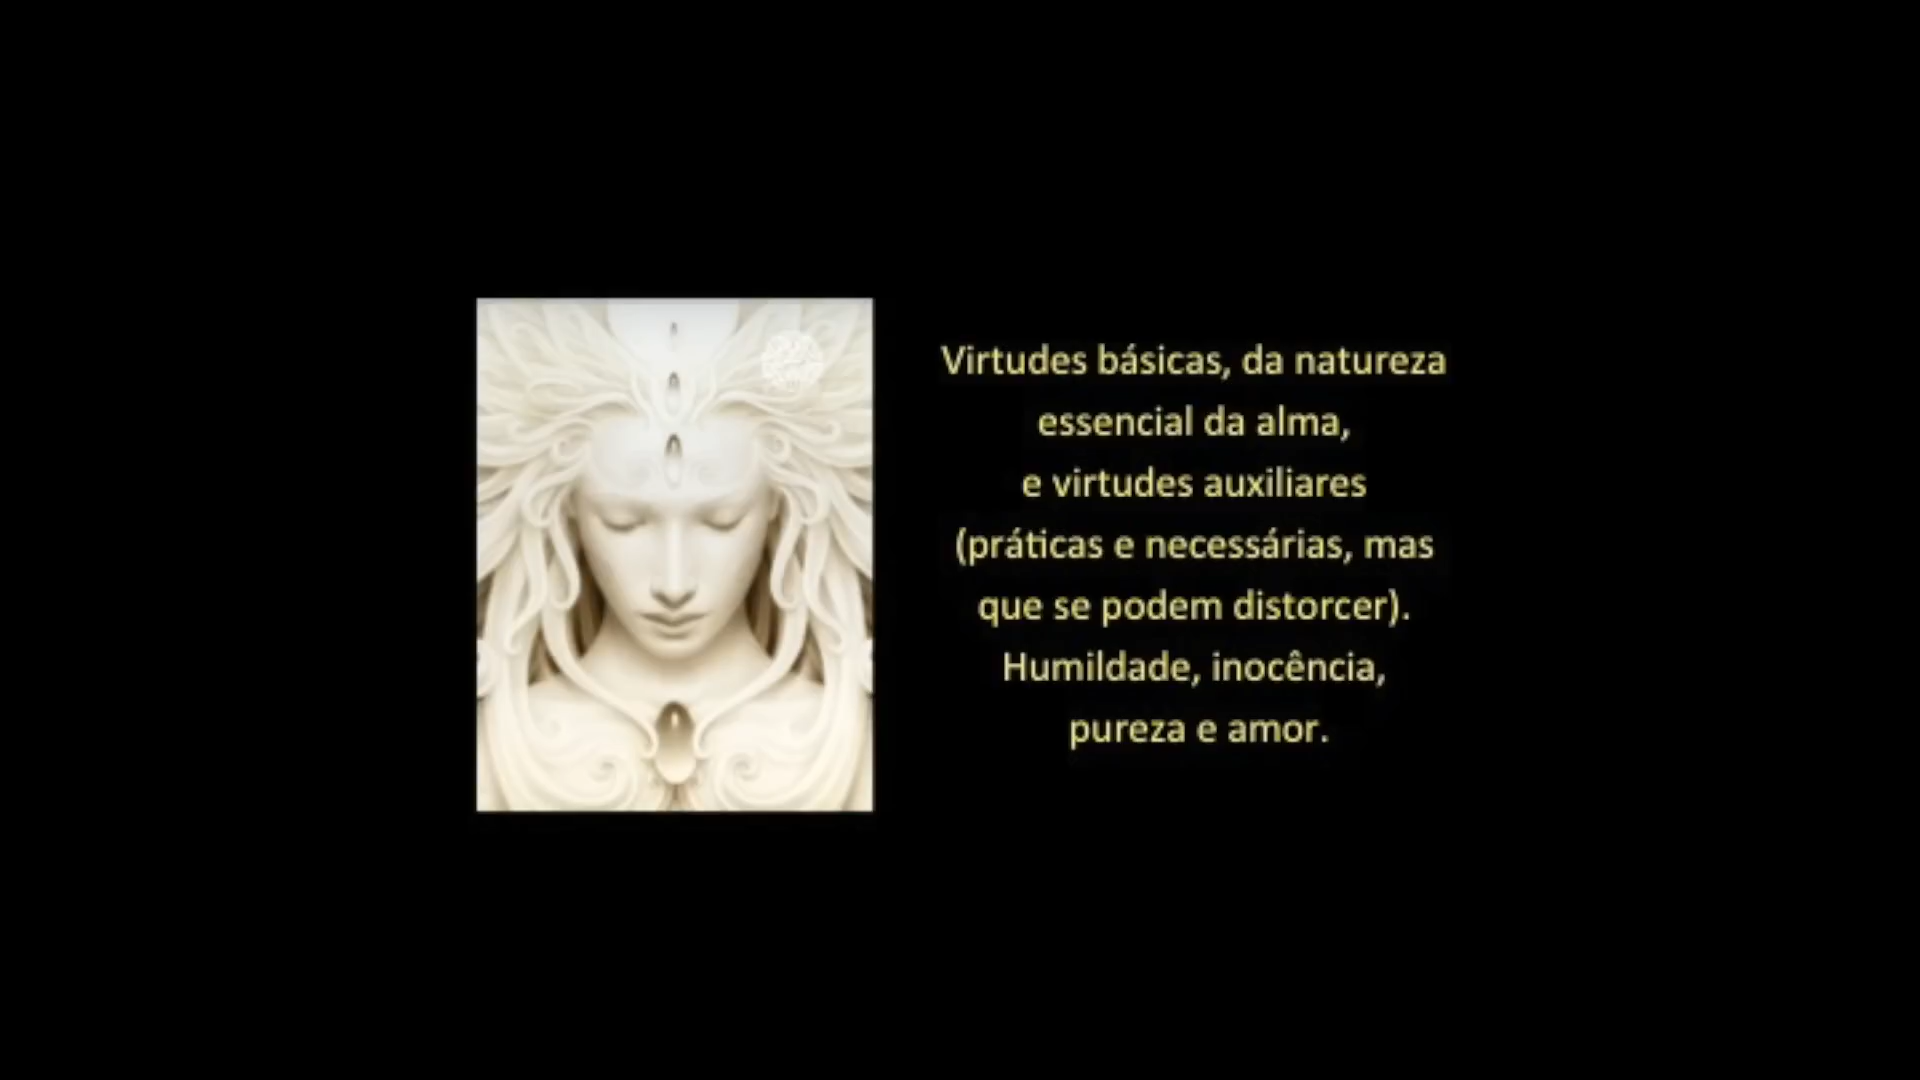 Virtudes básicas, da natureza
essencial da alma,
e virtudes auxiliares
(práticas e necessárias, mas
que se podem distorcer).
Humildade, inocência,
pureza e amor.